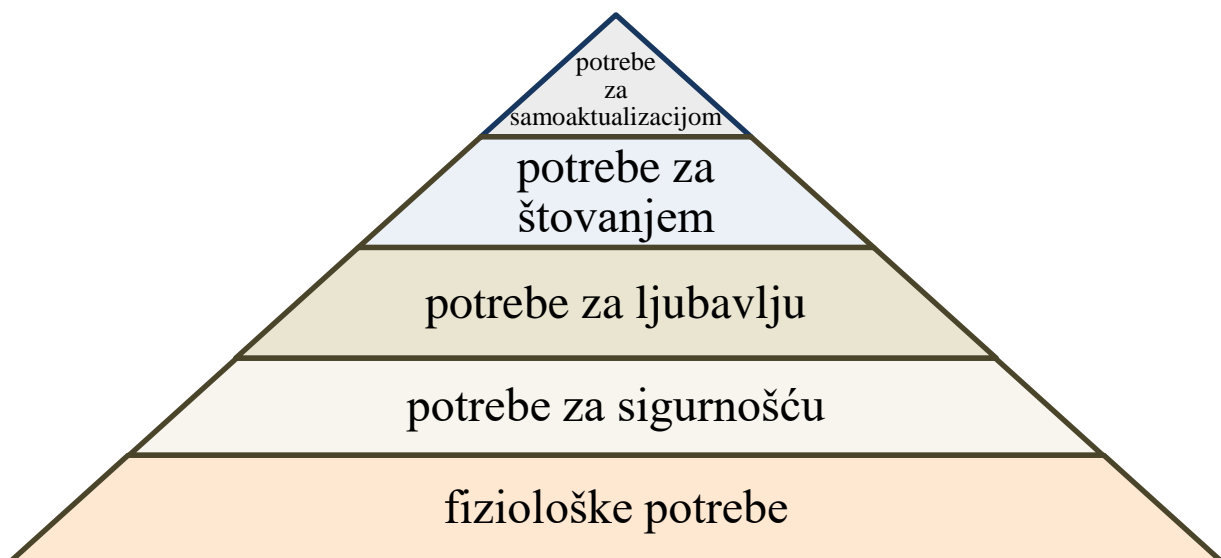 potrebe
za
samoaktualizacijom
potrebe za
štovanjem
potrebe za ljubavlju
potrebe za sigurnošću
fiziološke potrebe